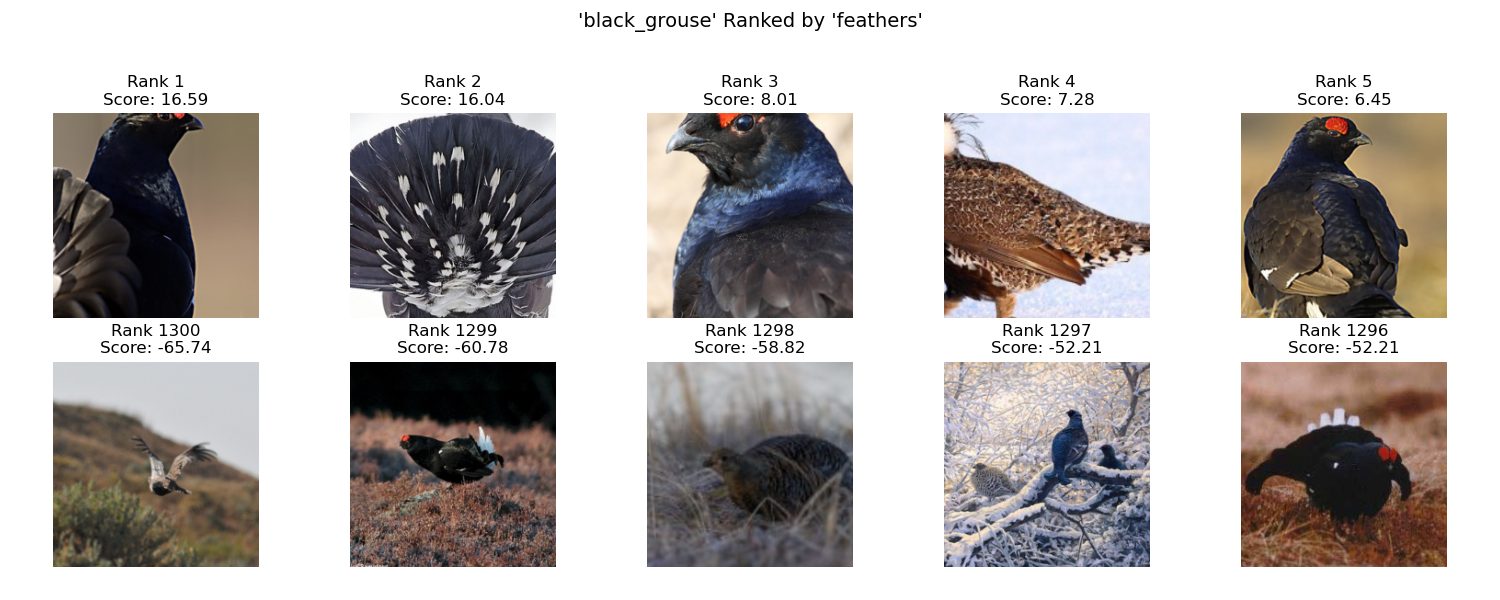 'black_grouse' Ranked by 'feathers'
Rank 1
Score: 16.59
Rank 2
Score: 16.04
Rank 3
Score: 8.01
Rank 4
Score: 7.28
Rank 5
Score: 6.45
Rank 1300
Score: -65.74
Rank 1299
Score: -60.78
Rank 1298
Score: -58.82
Rank 1297
Score: -52.21
Rank 1296
Score: -52.21